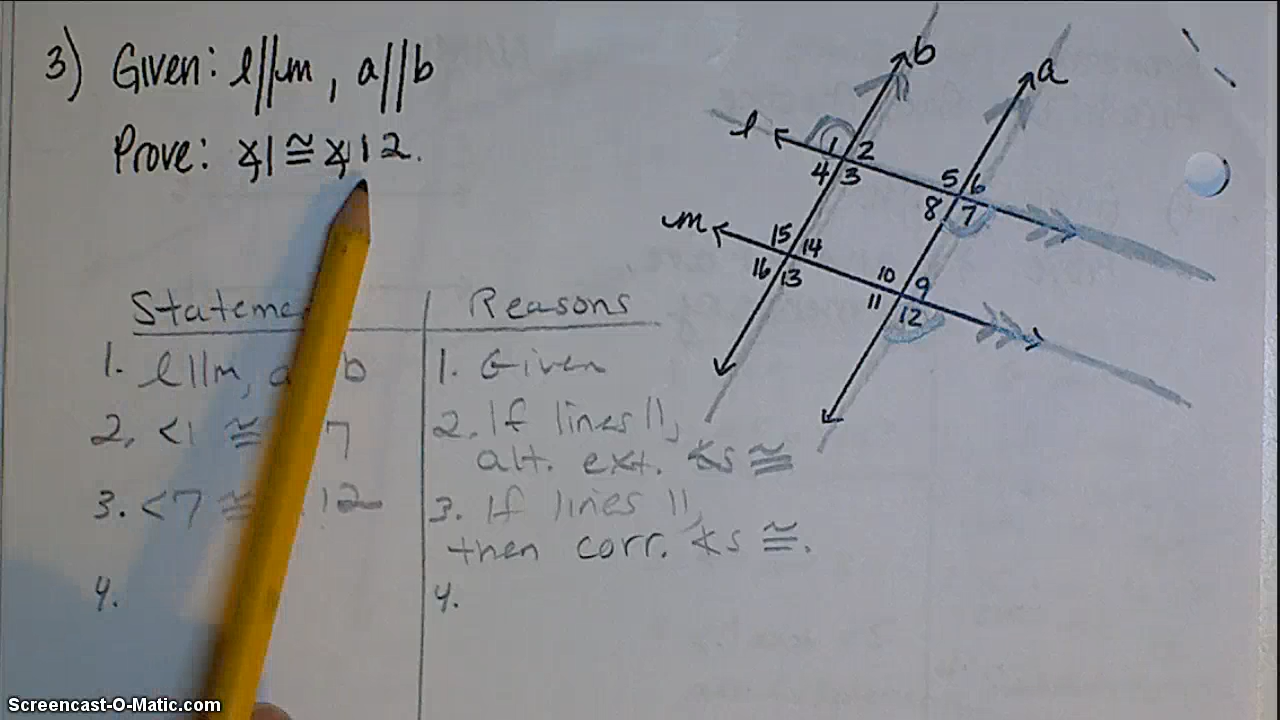 3) Given: l||m, a||b
Prove: ∡1 ≅ ∡12.
b
a
l
1 2
4 3
5 6
8 7
m
15 14
16 13
10 9
11 12
Reasons
1. l||m, a b
1. Given
2. <1 ≅ 7
2. If lines ||,
alt. ext. ∡s ≅
3. <7 ≅ 12
3. If lines ||,
then corr. ∡s ≅.
4.
4.
Screencast-O-Matic.com